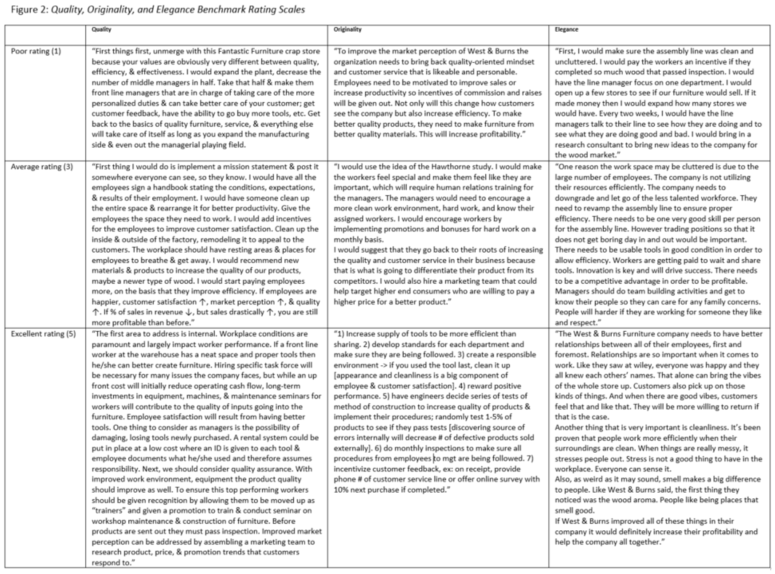 Figure 2: Quality, Originality, and Elegance Benchmark Rating Scales
Quality
Originality
Elegance
Poor rating (1)
"First things first, unmerge with this Fantastic Furniture crap store
because your values are obviously very different between quality,
efficiency, & effectiveness. I would expand the plant, decrease the
number of middle managers in half. Take that half & make them
front line managers that are in charge of taking care of the more
personalized duties & can take better care of your customer; get
customer feedback, have the ability to go buy more tools, etc. Get
back to the basics of furniture quality, service, & everything else
will take care of itself as long as you expand the manufacturing
side & even out the managerial playing field.
"To improve the market perception of West & Burns the
organization needs to bring back quality-oriented mindset
and customer service that is likeable and personable.
Employees need to be motivated to improve sales or
increase productivity so incentives of commission and raises
will be given out. Not only will this change how customers
see the company but also increase efficiency. To make
better quality products, they need to make furniture from
better quality materials. This will increase profitability."
"First, I would make sure the assembly line was clean and
uncluttered. I would pay the workers an incentive if they
completed so much wood that passed inspection. I would
have the line manager focus on one department. I would
open up a few stores to see if our furniture would sell. If it
made money then I would expand how many stores we
would have. Every two weeks, I would have the line
managers talk to their line to see how they are doing and to
see what they are doing good and bad. I would bring in a
research consultant to bring new ideas to the company for
the wood market."
Average rating (3)
"First thing I would do is implement a mission statement & post it
somewhere everyone can see, so they know. I would have all the
employees sign a handbook stating the conditions, expectations,
& results of their employment. I would have someone clean up
the entire space & rearrange it for better productivity. Give the
employees the space they need to work. I would add incentives
for the employees to improve customer satisfaction. Clean up the
inside & outside of the factory, remodeling it to appeal to the
customers. The workplace should have resting areas & places for
employees to breathe & get away. I would recommend new
materials & products to increase the quality of our products,
maybe a newer type of wood. I would start paying employees
more, on the basis that they improve efficiency. If employees are
happier, customer satisfaction ↑, market perception ↑, & quality
↑. If % of sales in revenue ↓, but sales drastically ↑, you are still
more profitable than before."
"I would use the idea of the Hawthorne study. I would make
the workers feel special and make them feel like they are
important, which will require human relations training for
the managers. The managers would need to encourage a
more clean work environment, hard work, and know their
assigned workers. I would encourage workers by
implementing promotions and bonuses for hard work on a
monthly basis.
I would suggest that they go back to their roots of increasing
the quality and customer service in their business because
that is what is going to differentiate their product from its
competitors. I would also hire a marketing team that could
help target higher end consumers who are willing to pay a
higher price for a better product."
"One reason the work space may be cluttered is due to the
large number of employees. The company is not utilizing
their resources efficiently. The company needs to
downgrade and let go of the less talented workforce. They
need to revamp the assembly line to ensure proper
efficiency. There needs to be one very good skill per person
for the assembly line. However trading positions so that it
does not get boring day in and out would be important.
There needs to be usable tools in good condition in order to
allow efficiency. Workers are getting paid to wait and share
tools. Innovation is key and will drive success. There needs
to be a competitive advantage in order to be profitable.
Managers should do team building activities and get to
know their people so they can care for any family concerns.
People will harder if they are working for someone they like
and respect."
Excellent rating (5)
"The first area to address is internal. Workplace conditions are
paramount and largely impact worker performance. If a front line
worker at the warehouse has a neat space and proper tools then
he/she can better create furniture. Hiring specific task force will
be necessary for many issues the company faces, but while an up
front cost will initially reduce operating cash flow, long-term
investments in equipment, machines, & maintenance seminars for
workers will contribute to the quality of inputs going into the
furniture. Employee satisfaction will result from having better
tools. One thing to consider as managers is the possibility of
damaging, losing tools newly purchased. A rental system could be
put in place at a low cost where an ID is given to each tool &
employee documents what he/she used and therefore assumes
responsibility. Next, we should consider quality assurance. With
improved work environment, equipment the product quality
should improve as well. To ensure this top performing workers
should be given recognition by allowing them to be moved up as
"trainers" and given a promotion to train & conduct seminar on
workshop maintenance & construction of furniture. Before
products are sent out they must pass inspection. Improved market
perception can be addressed by assembling a marketing team to
research product, price, & promotion trends that customers
respond to."
"1) Increase supply of tools to be more efficient than
sharing. 2) develop standards for each department and
make sure they are being followed. 3) create a responsible
environment -> if you used the tool last, clean it up
[appearance and cleanliness is a big component of
employee & customer satisfaction]. 4) reward positive
performance. 5) have engineers decide series of tests of
method of construction to increase quality of products &
implement their procedures; randomly test 1-5% of
products to see if they pass tests [discovering source of
errors internally will decrease # of defective products sold
externally]. 6) do monthly inspections to make sure all
procedures from employees to mgt are being followed. 7)
incentivize customer feedback, ex: on receipt, provide
phone # of customer service line or offer online survey with
10% next purchase if completed."
"The West & Burns Furniture company needs to have better
relationships between all of their employees, first and
foremost. Relationships are so important when it comes to
work. Like they saw at wiley, everyone was happy and they
all knew each others' names. That alone can bring the vibes
of the whole store up. Customers also pick up on those
kinds of things. And when there are good vibes, customers
feel that and like that. They will be more willing to return if
that is the case.
Another thing that is very important is cleanliness. It's been
proven that people work more efficiently when their
surroundings are clean. When things are really messy, it
stresses people out. Stress is not a good thing to have in the
workplace. Everyone can sense it.
Also, as weird as it may sound, smell makes a big difference
to people. Like West & Burns said, the first thing they
noticed was the wood aroma. People like being places that
smell good.
If West & Burns improved all of these things in their
company it would definitely increase their profitability and
help the company all together."